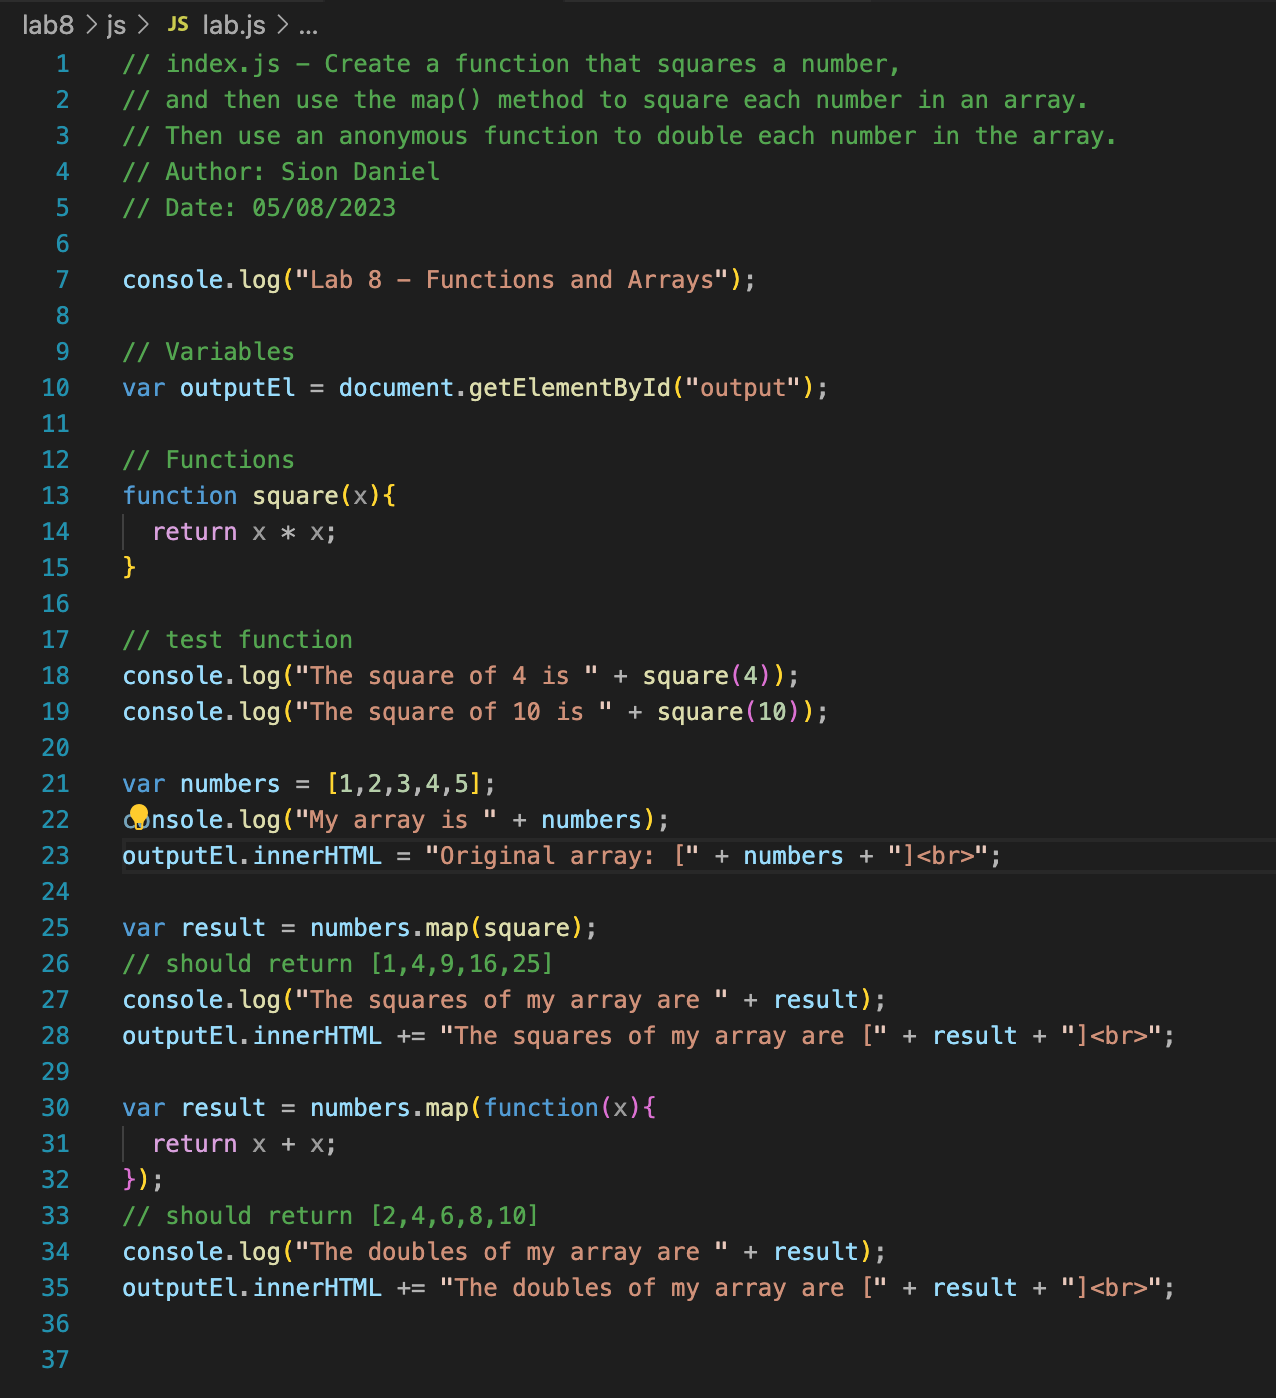 lab8 > js > JS lab.js > ...
1 // index.js – Create a function that squares a number,
2 // and then use the map() method to square each number in an array.
3 // Then use an anonymous function to double each number in the array.
4 // Author: Sion Daniel
5 // Date: 05/08/2023
6
7 console.log("Lab 8 – Functions and Arrays");
8
9 // Variables
10 var outputEl = document.getElementById("output");
11
12 // Functions
13 function square(x){
14   return x * x;
15 }
16
17 // test function
18 console.log("The square of 4 is " + square(4));
19 console.log("The square of 10 is " + square(10));
20
21 var numbers = [1,2,3,4,5];
22 console.log("My array is " + numbers);
23 outputEl.innerHTML = "Original array: [" + numbers + "]<br>";
24
25 var result = numbers.map(square);
26 // should return [1,4,9,16,25]
27 console.log("The squares of my array are " + result);
28 outputEl.innerHTML += "The squares of my array are [" + result + "]<br>";
29
30 var result = numbers.map(function(x){
31   return x + x;
32 });
33 // should return [2,4,6,8,10]
34 console.log("The doubles of my array are " + result);
35 outputEl.innerHTML += "The doubles of my array are [" + result + "]<br>";
36
37